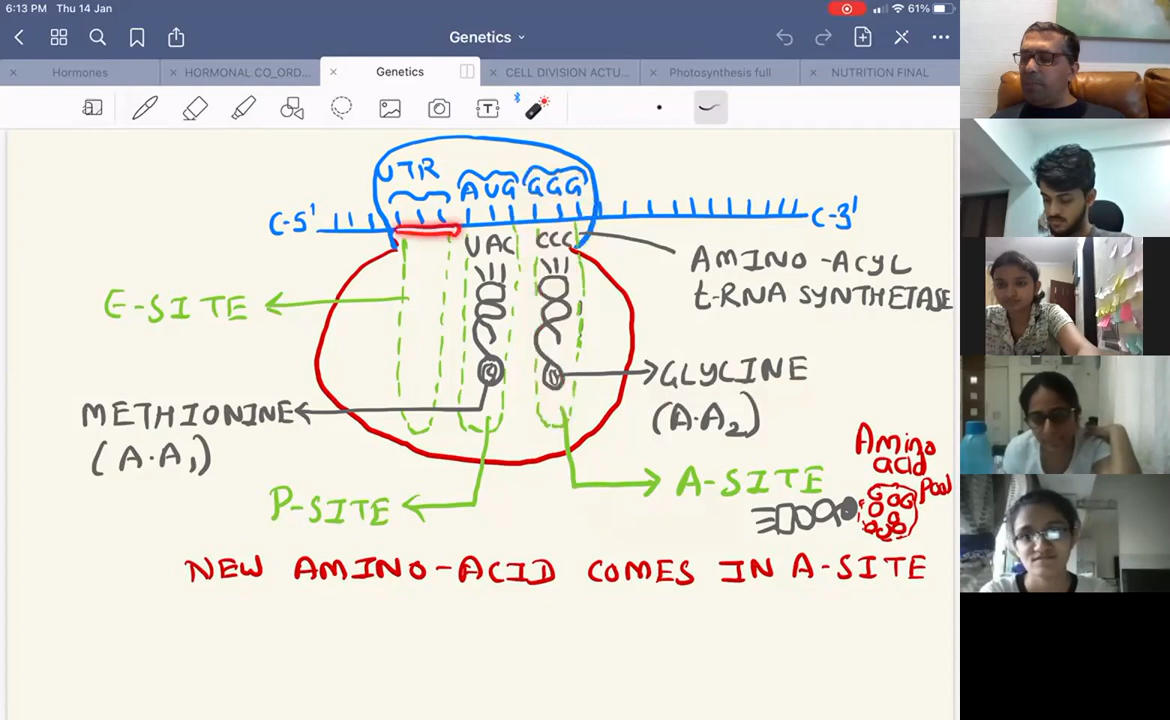 6:13 PM Thu 14 Jan
61%
Genetics
Hormones
HORMONAL CO_ORD...
Genetics
CELL DIVISION ACTU...
Photosynthesis full
NUTRITION FINAL
UTR
AUG GGG
C-5'
C-3'
UAC CCC
AMINO-ACYL
t-RNA SYNTHETASE
E-SITE
GLYCINE
(A.A2)
METHIONINE
(A.A1)
Amino
acid
Pool
A-SITE
P-SITE
NEW AMINO-ACID COMES IN A-SITE